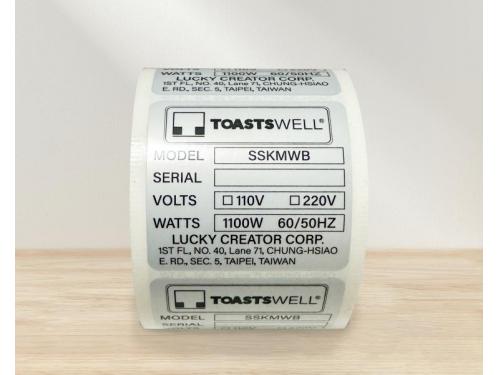 WATTS 1100W 60/50HZ
LUCKY CREATOR CORP.
1ST FL, NO. 40, Lane 71, CHUNG-HSIAO
E. RD., SEC. 5, TAIPEI, TAIWAN
TOASTSWELL®
MODEL SSKMWB
SERIAL
VOLTS ☐ 110V ☐ 220V
WATTS 1100W 60/50HZ
LUCKY CREATOR CORP.
1ST FL, NO. 40, Lane 71, CHUNG-HSIAO
E. RD., SEC. 5, TAIPEI, TAIWAN
TOASTSWELL®
MODEL SSKMWB
SERIAL